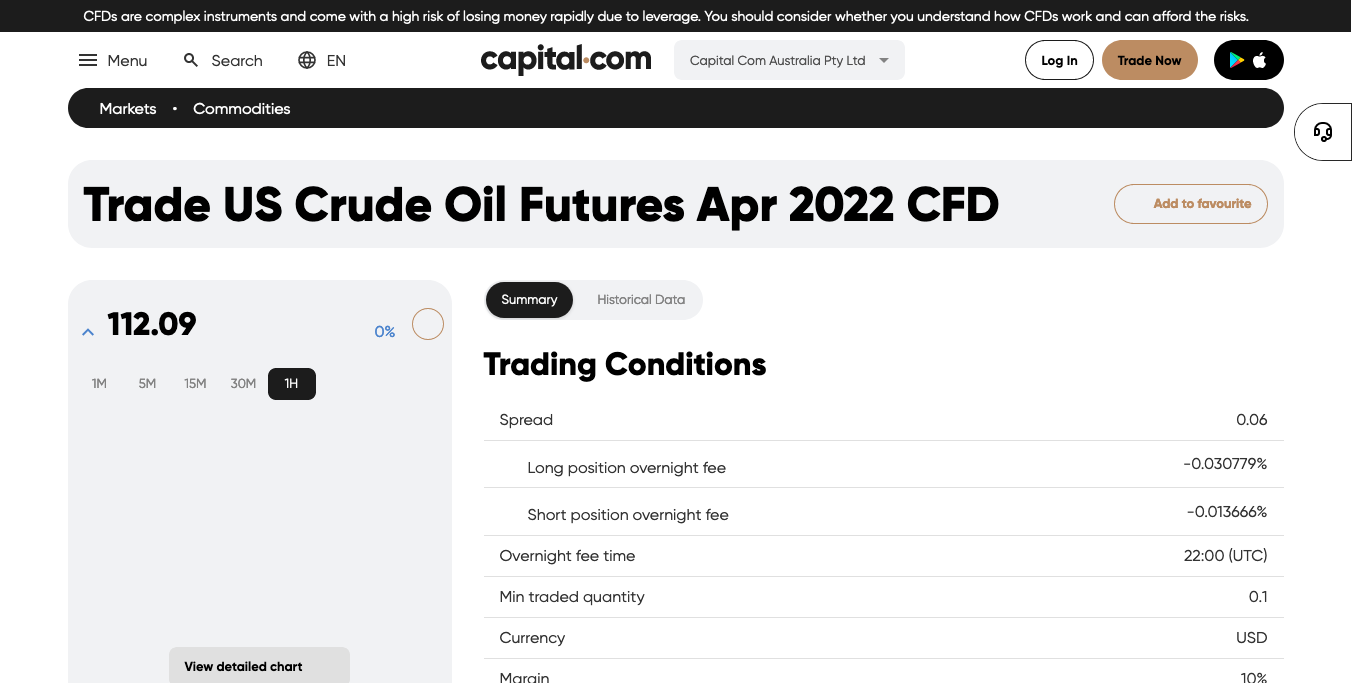 CFDs are complex instruments and come with a high risk of losing money rapidly due to leverage. You should consider whether you understand how CFDs work and can afford the risks.
Menu Search EN capital.com Capital Com Australia Pty Ltd Log In Trade Now
Markets • Commodities
Trade US Crude Oil Futures Apr 2022 CFD Add to favourite
112.09 0%
1M 5M 15M 30M 1H
View detailed chart
Summary Historical Data
Trading Conditions
Spread 0.06
Long position overnight fee -0.030779%
Short position overnight fee -0.013666%
Overnight fee time 22:00 (UTC)
Min traded quantity 0.1
Currency USD
Margin 10%